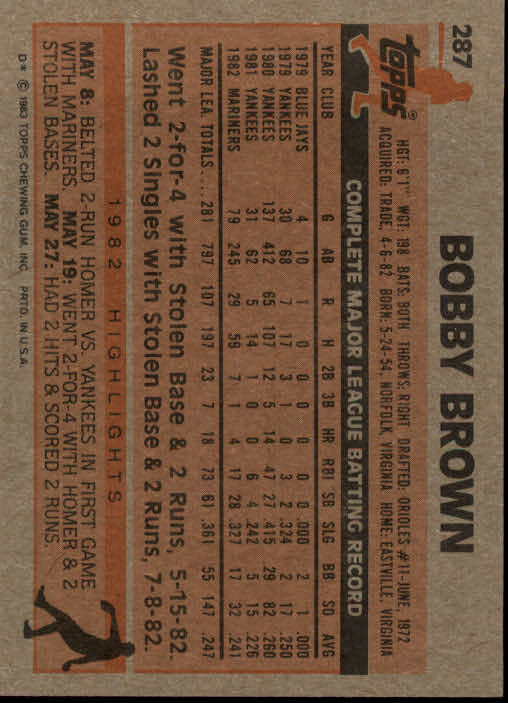 287
Topps®
BOBBY BROWN
HGT: 6'1" WGT: 198 BATS: BOTH THROWS: RIGHT DRAFTED: ORIOLES #11-JUNE, 1972
ACQUIRED: TRADE, 4-6-82 BORN: 5-24-54, NORFOLK, VIRGINIA HOME: EASTVILLE, VIRGINIA
COMPLETE MAJOR LEAGUE BATTING RECORD
YEAR CLUB G AB R H 2B 3B HR RBI SB SLG BB SO AVG
1979 BLUE JAYS 4 10 1 0 0 0 0 0 0 .000 2 1 .000
1979 YANKEES 30 68 7 17 3 1 0 3 2 .324 2 17 .250
1980 YANKEES 137 412 65 107 12 5 14 47 27 .415 29 82 .260
1981 YANKEES 31 62 5 14 1 0 0 6 4 .242 5 15 .226
1982 MARINERS 79 245 29 59 7 1 4 17 28 .327 17 32 .241
MAJOR LEA. TOTALS.... 281 797 107 197 23 7 18 73 61 .361 55 147 .247
Went 2-for-4 with Stolen Base & 2 Runs, 5-15-82.
Lashed 2 Singles with Stolen Base & 2 Runs, 7-8-82.
1982 HIGHLIGHTS
MAY 8: BELTED 2-RUN HOMER VS. YANKEES IN FIRST GAME
WITH MARINERS. MAY 19: WENT 2-FOR-4 WITH HOMER & 2
STOLEN BASES. MAY 27: HAD 2 HITS & SCORED 2 RUNS.
D* © 1983 TOPPS CHEWING GUM, INC. PRTD. IN U.S.A.